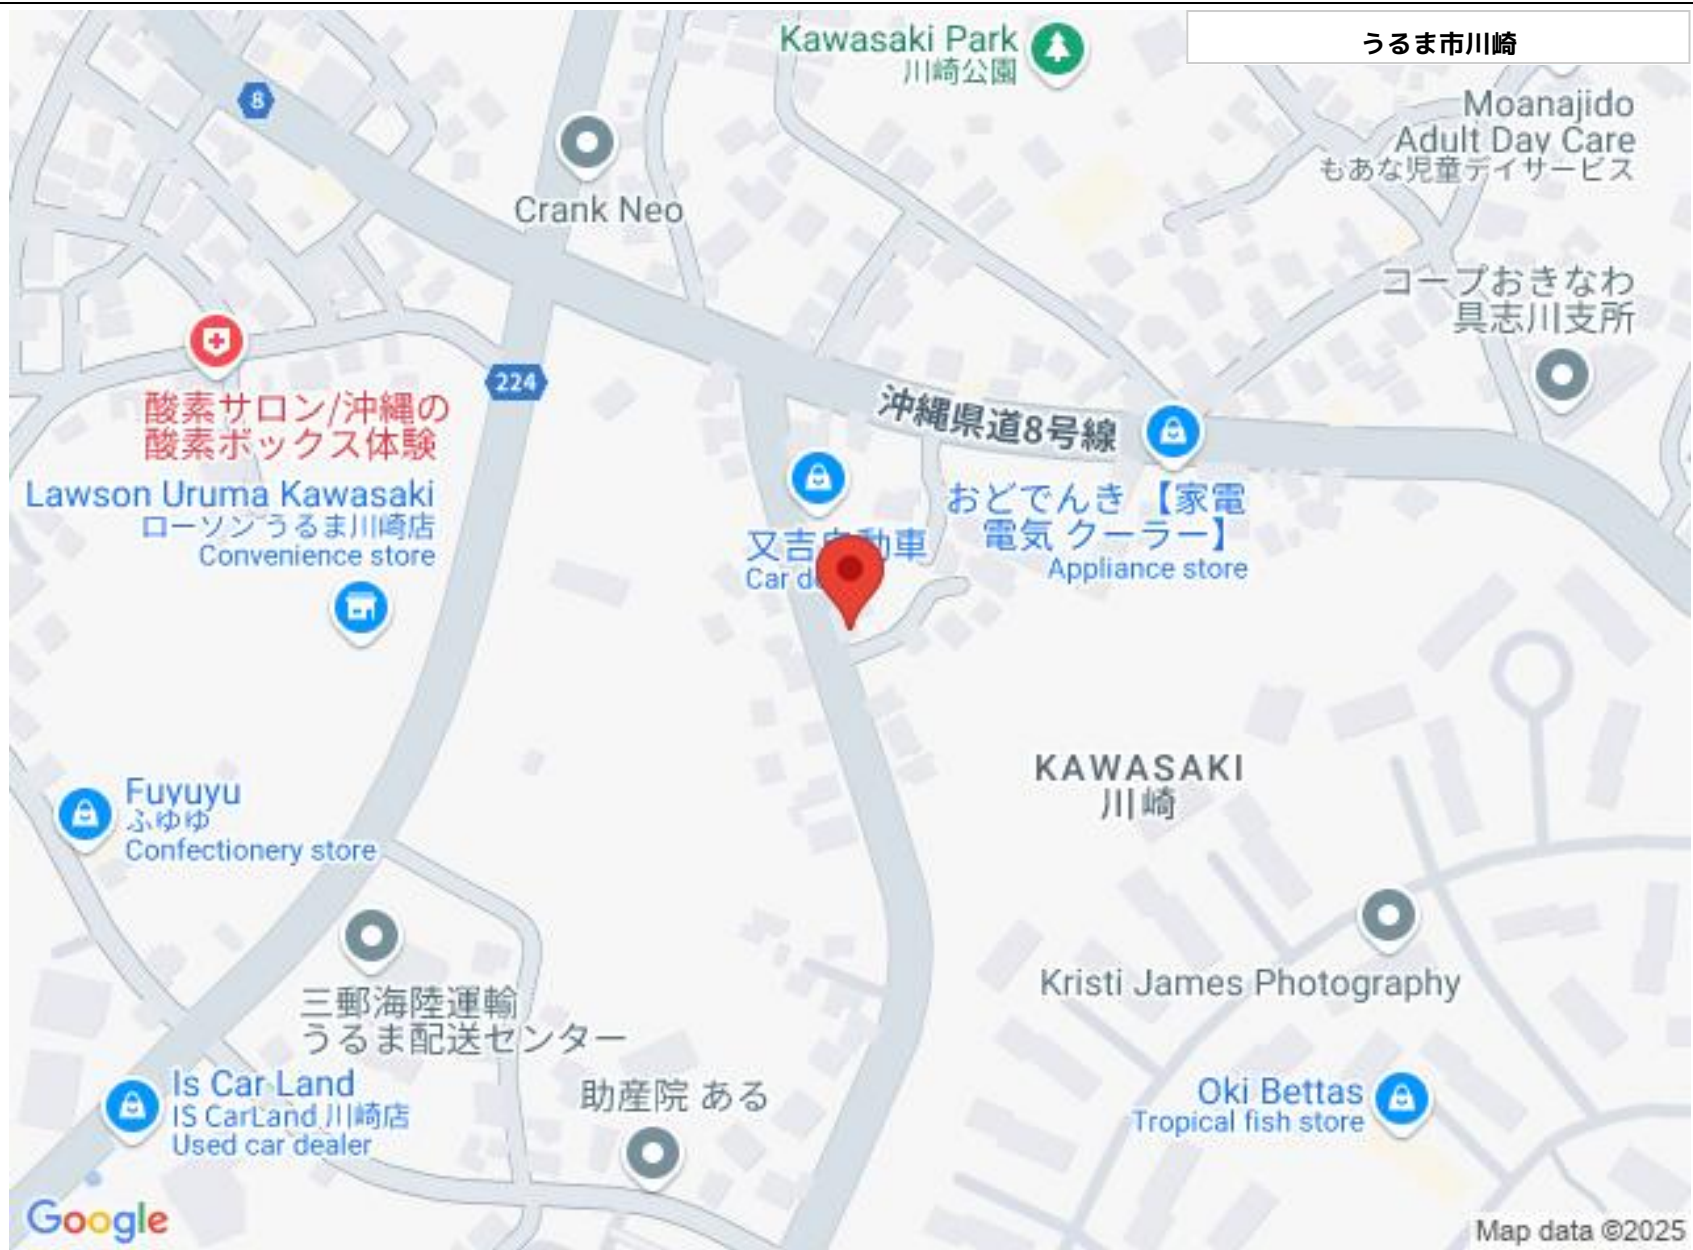 うるま市川崎
Kawasaki Park
川崎公園
8
Moanajido
Adult Day Care
もあな児童デイサービス
Crank Neo
コープおきなわ
具志川支所
224
酸素サロン/沖縄の
酸素ボックス体験
沖縄県道8号線
Lawson Uruma Kawasaki
ローソン うるま川崎店
Convenience store
又吉自動車
Car de
おどでんき 【家電
電気 クーラー】
Appliance store
KAWASAKI
川崎
Fuyuyu
ふゆゆ
Confectionery store
Kristi James Photography
三郵海陸運輸
うるま配送センター
Is Car Land
IS CarLand 川崎店
Used car dealer
助産院 ある
Oki Bettas
Tropical fish store
Google
Map data ©2025